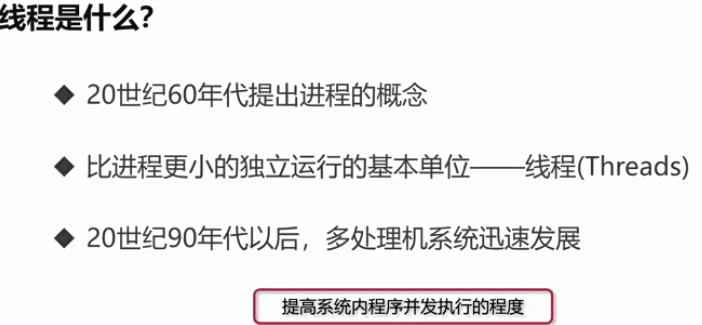 线程是什么？
◆ 20世纪60年代提出进程的概念
◆ 比进程更小的独立运行的基本单位——线程(Threads)
◆ 20世纪90年代以后，多处理机系统迅速发展
提高系统内程序并发执行的程度